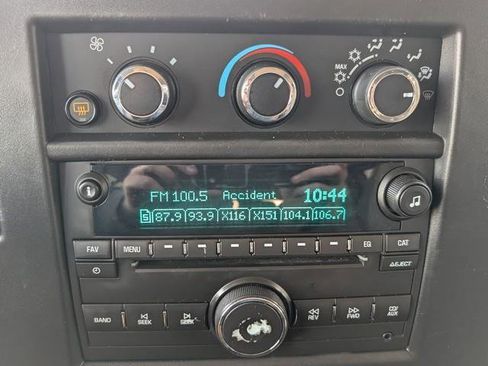 MAX
FM 100.5 Accident 10:44
87.9 93.9 X116 X151 104.1 106.7
FAV MENU EQ CAT
EJECT
BAND SEEK SEEK REV FWD CD/
AUX